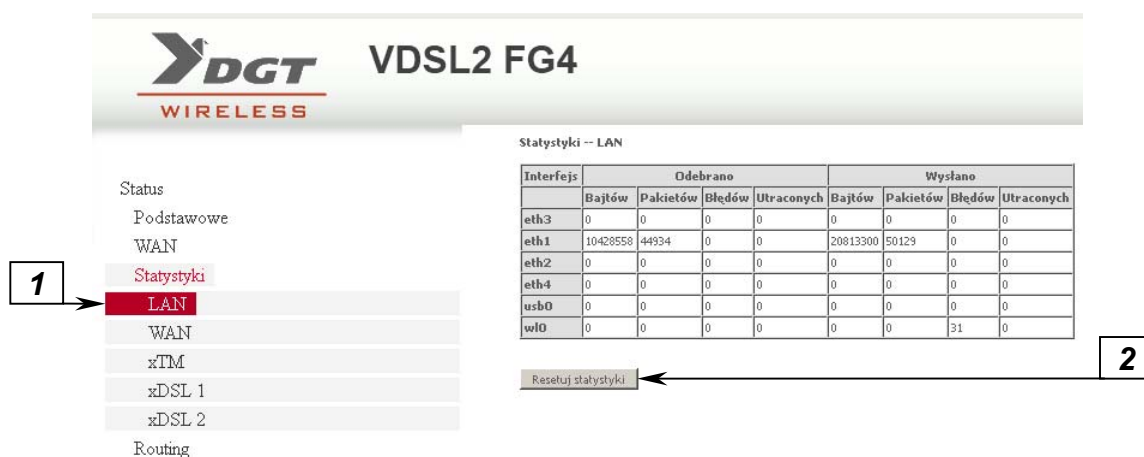 DGT
WIRELESS
VDSL2 FG4
Status
Podstawowe
WAN
Statystyki
1
LAN
WAN
xTM
xDSL 1
xDSL 2
Routing
Statystyki -- LAN
Interfejs Odebrano Wysłano
Bajtów Pakietów Błędów Utraconych Bajtów Pakietów Błędów Utraconych
eth3 0 0 0 0 0 0 0 0
eth1 10428558 44934 0 0 20813300 50129 0 0
eth2 0 0 0 0 0 0 0 0
eth4 0 0 0 0 0 0 0 0
usb0 0 0 0 0 0 0 0 0
wl0 0 0 0 0 0 0 31 0
Resetuj statystyki
2